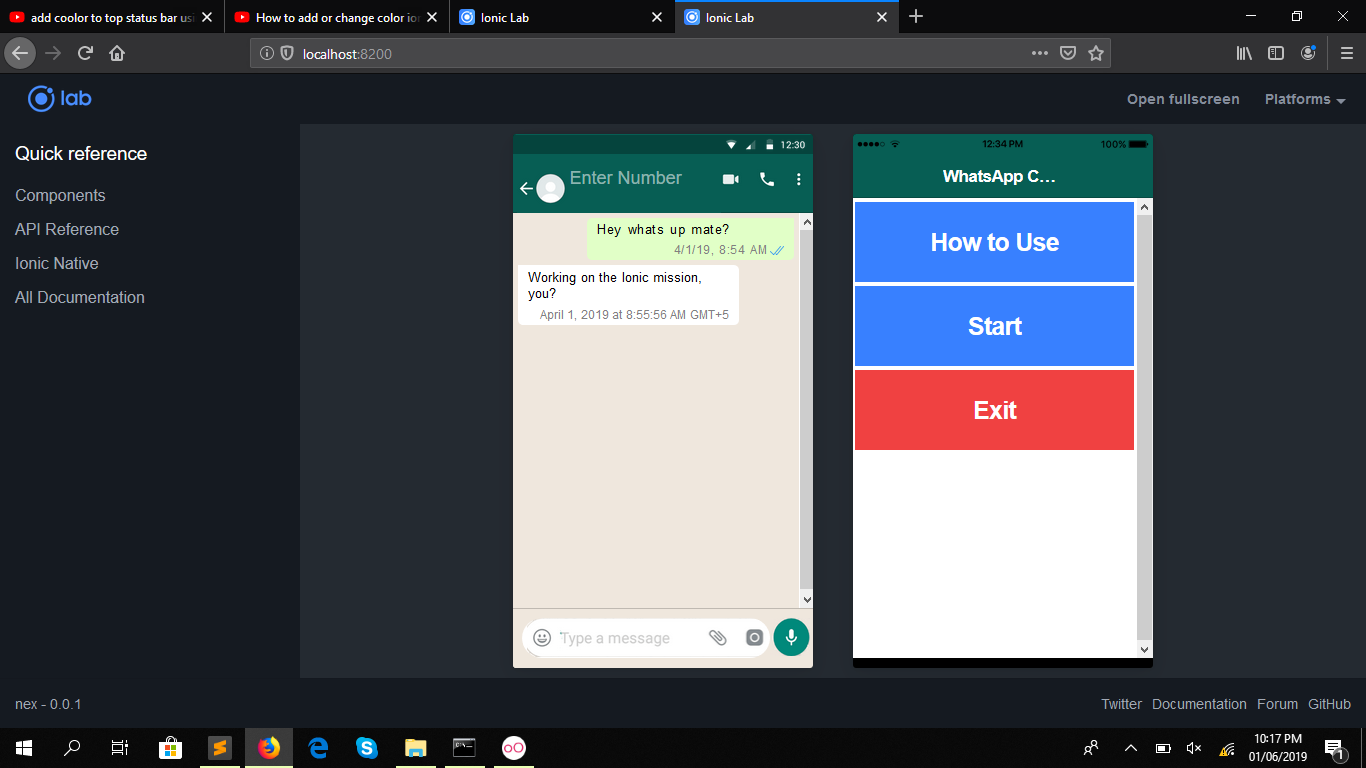 add coolor to top status bar usi
How to add or change color ion
Ionic Lab
Ionic Lab
localhost:8200
lab
Open fullscreen
Platforms
Quick reference
Components
API Reference
Ionic Native
All Documentation
12:30
Enter Number
Hey whats up mate?
4/1/19, 8:54 AM
Working on the Ionic mission,
you?
April 1, 2019 at 8:55:56 AM GMT+5
Type a message
12:34 PM
100%
WhatsApp C...
How to Use
Start
Exit
nex - 0.0.1
Twitter Documentation Forum GitHub
10:17 PM
01/06/2019
1